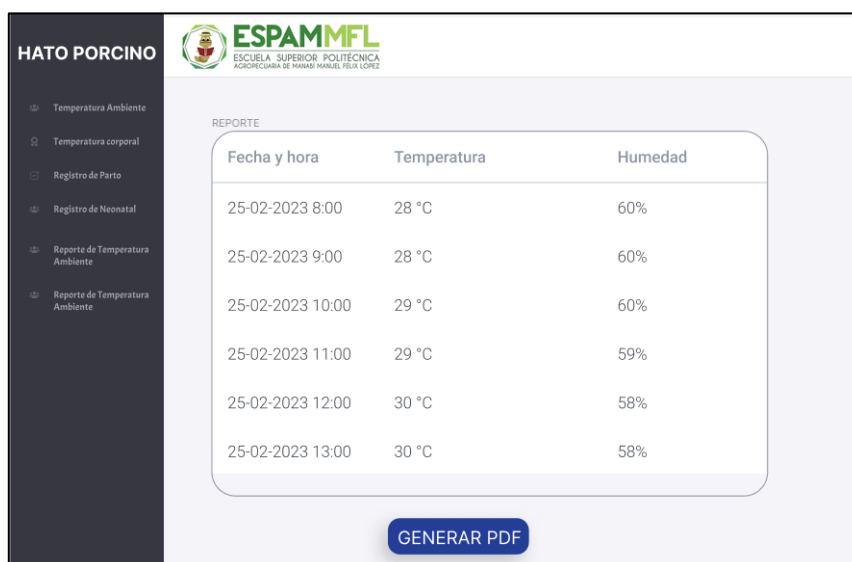 HATO PORCINO
ESPAMMFL
ESCUELA SUPERIOR POLITÉCNICA
AGROPECUARIA DE MANABÍ MANUEL FÉLIX LÓPEZ
Temperatura Ambiente
Temperatura corporal
Registro de Parto
Registro de Neonatal
Reporte de Temperatura
Ambiente
Reporte de Temperatura
Ambiente
REPORTE
Fecha y hora Temperatura Humedad
25-02-2023 8:00 28 °C 60%
25-02-2023 9:00 28 °C 60%
25-02-2023 10:00 29 °C 60%
25-02-2023 11:00 29 °C 59%
25-02-2023 12:00 30 °C 58%
25-02-2023 13:00 30 °C 58%
GENERAR PDF